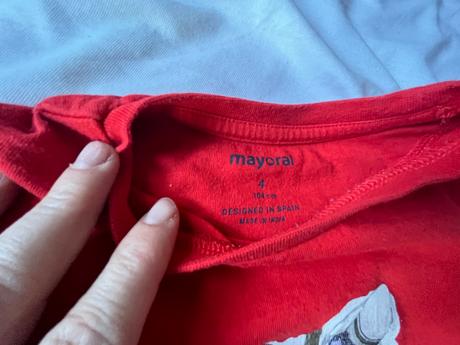 mayoral
4
104 cm
DESIGNED IN SPAIN
MADE IN INDIA